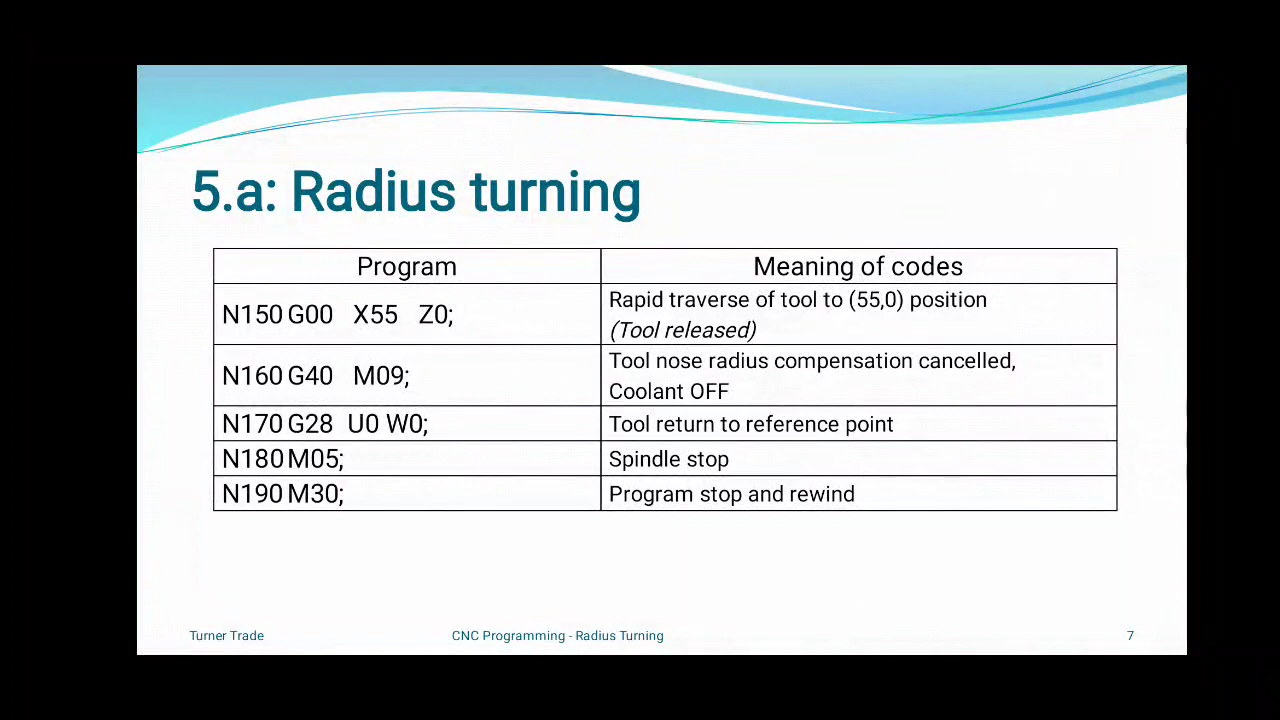 5.a: Radius turning
Program Meaning of codes
N150 G00 X55 Z0; Rapid traverse of tool to (55,0) position
(Tool released)
N160 G40 M09; Tool nose radius compensation cancelled,
Coolant OFF
N170 G28 U0 W0; Tool return to reference point
N180 M05; Spindle stop
N190 M30; Program stop and rewind
Turner Trade CNC Programming - Radius Turning 7